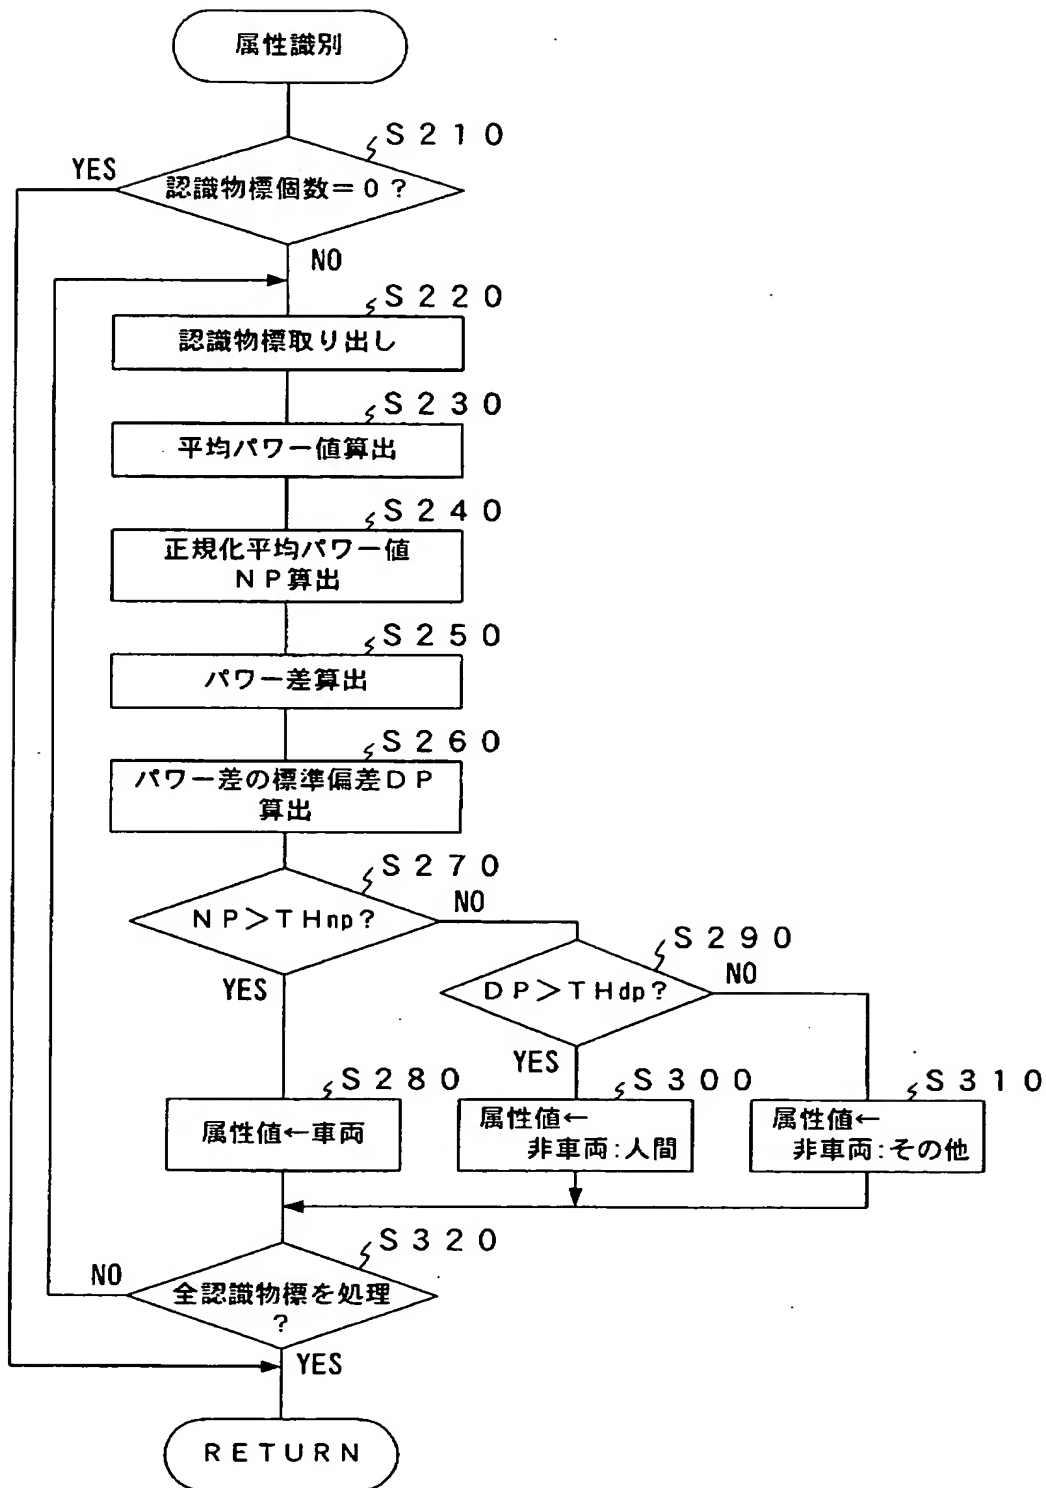 属性識別
S210
YES
認識物標個数=0?
NO
S220
認識物標取り出し
S230
平均パワー値算出
S240
正規化平均パワー値
NP算出
S250
パワー差算出
S260
パワー差の標準偏差DP
算出
S270
NP>THnp?
NO
YES
S290
DP>THdp?
NO
YES
S280
属性値←車両
S300
属性値←
非車両:人間
S310
属性値←
非車両:その他
S320
NO
全認識物標を処理
?
YES
RETURN